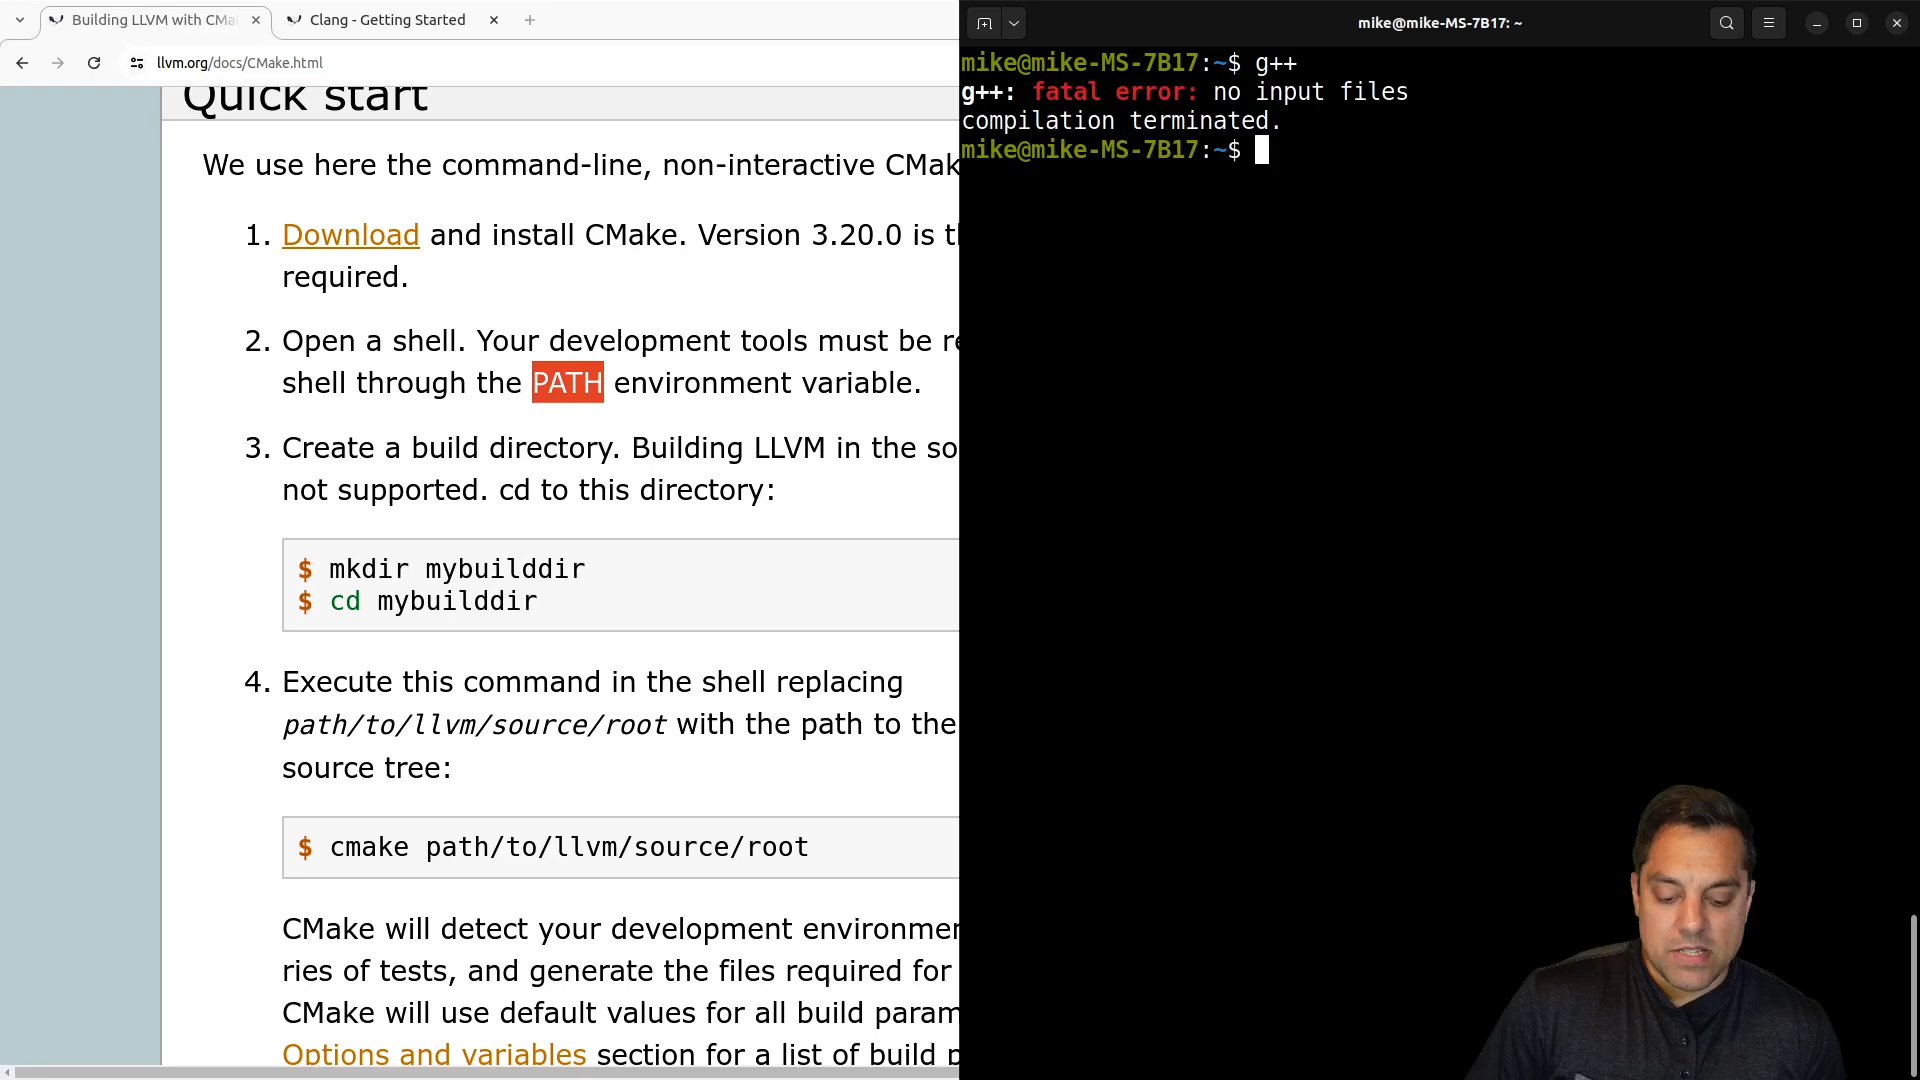 Building LLVM with CMa
Clang - Getting Started
llvm.org/docs/CMake.html
Quick start
We use here the command-line, non-interactive CMak
1. Download and install CMake. Version 3.20.0 is t
required.
2. Open a shell. Your development tools must be re
shell through the PATH environment variable.
3. Create a build directory. Building LLVM in the so
not supported. cd to this directory:
$ mkdir mybuilddir
$ cd mybuilddir
4. Execute this command in the shell replacing
path/to/llvm/source/root with the path to the
source tree:
$ cmake path/to/llvm/source/root
CMake will detect your development environmen
ries of tests, and generate the files required for
CMake will use default values for all build param
Options and variables section for a list of build p
mike@mike-MS-7B17: ~
mike@mike-MS-7B17:~$ g++
g++: fatal error: no input files
compilation terminated.
mike@mike-MS-7B17:~$